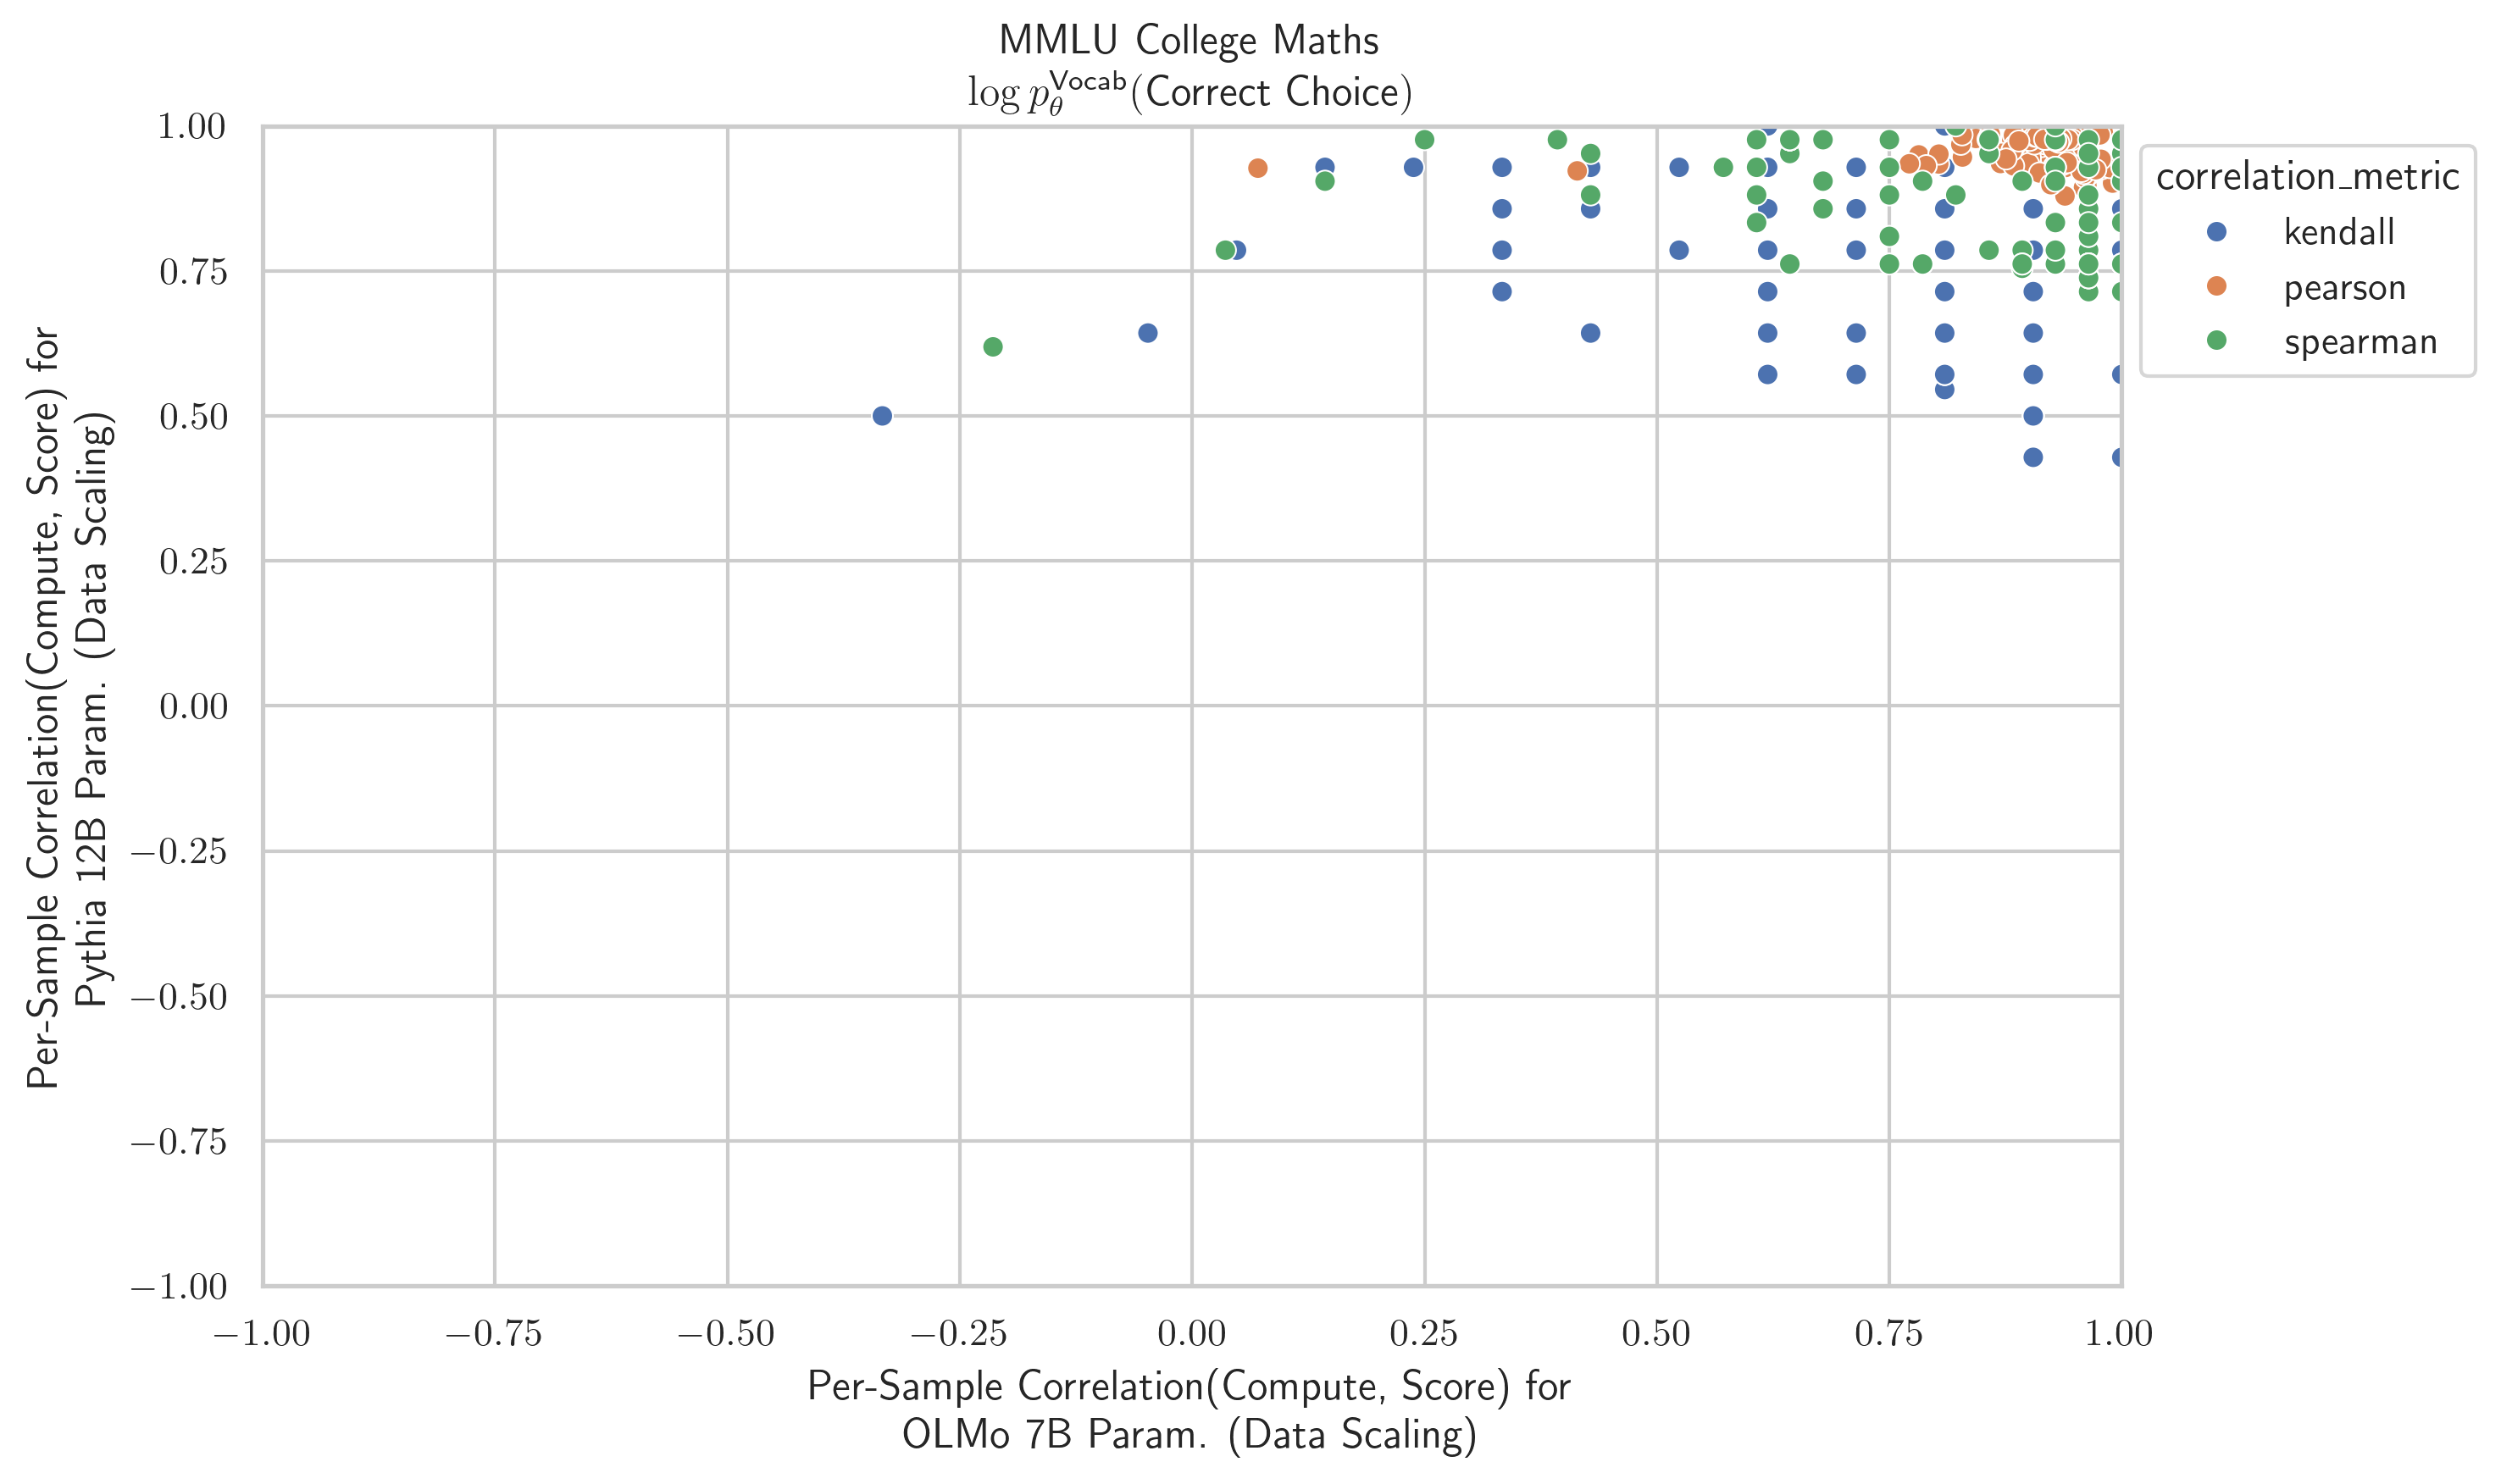 MMLU College Maths
log p_θ^Vocab(Correct Choice)
1.00
0.75
0.50
0.25
0.00
−0.25
−0.50
−0.75
−1.00
Per-Sample Correlation(Compute, Score) for
Pythia 12B Param. (Data Scaling)
correlation_metric
kendall
pearson
spearman
−1.00
−0.75
−0.50
−0.25
0.00
0.25
0.50
0.75
1.00
Per-Sample Correlation(Compute, Score) for
OLMo 7B Param. (Data Scaling)